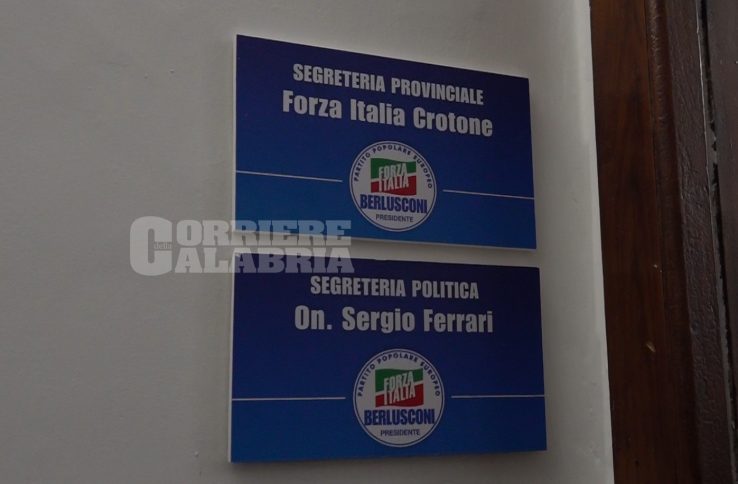 SEGRETERIA PROVINCIALE
Forza Italia Crotone
PARTITO POPOLARE EUROPEO
FORZA
ITALIA
BERLUSCONI
PRESIDENTE
CORRIERE
della
CALABRIA
SEGRETERIA POLITICA
On. Sergio Ferrari
PARTITO POPOLARE EUROPEO
FORZA
ITALIA
BERLUSCONI
PRESIDENTE